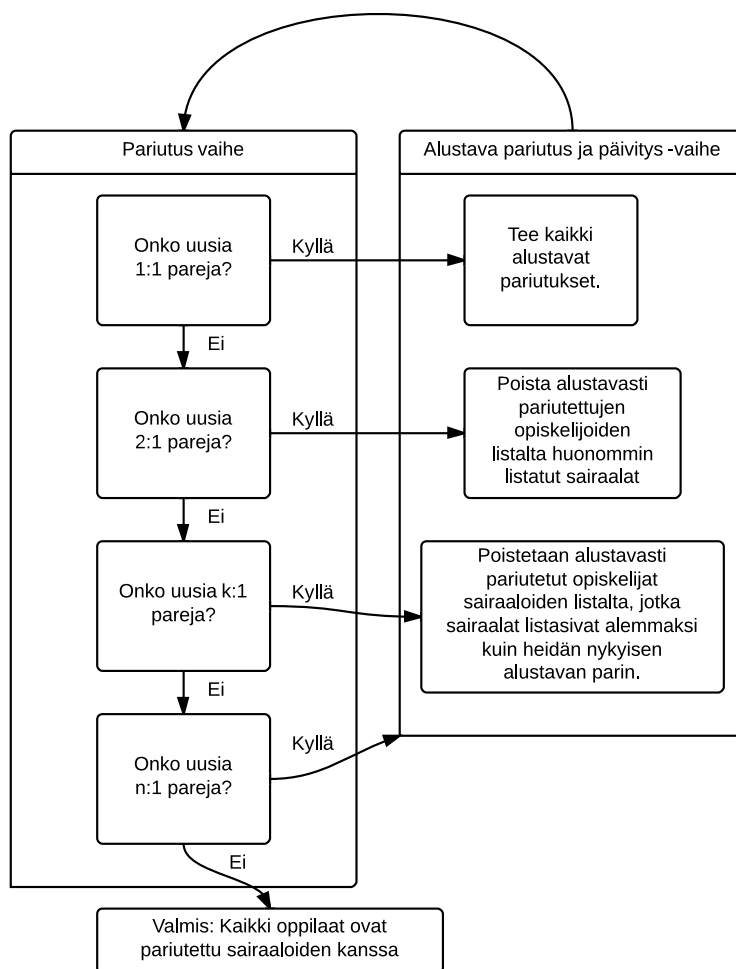 Pariutus vaihe
Onko uusia
1:1 pareja?
Kyllä
Ei
Onko uusia
2:1 pareja?
Kyllä
Ei
Onko uusia k:1
pareja?
Kyllä
Ei
Onko uusia
n:1 pareja?
Kyllä
Ei
Valmis: Kaikki oppilaat ovat
pariutettu sairaaloiden kanssa
Alustava pariutus ja päivitys -vaihe
Tee kaikki
alustavat
pariutukset.
Poista alustavasti
pariutettujen
opiskelijoiden
listalta huonommin
listatut sairaalat
Poistetaan alustavasti
pariutetut opiskelijat
sairaaloiden listalta, jotka
sairaalat listasivat alemmaksi
kuin heidän nykyisen
alustavan parin.